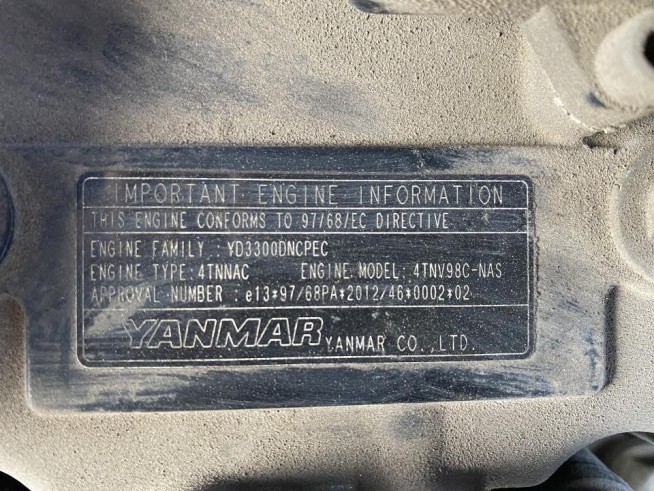 IMPORTANT ENGINE INFORMATION
THIS ENGINE CONFORMS TO 97/68/EC DIRECTIVE
ENGINE FAMILY : YD3300DNCPEC
ENGINE TYPE: 4TNNAC ENGINE MODEL: 4TNV98C-NAS
APPROVAL NUMBER : e13*97/68PA*2012/46*0002*02
YANMAR YANMAR CO.,LTD.